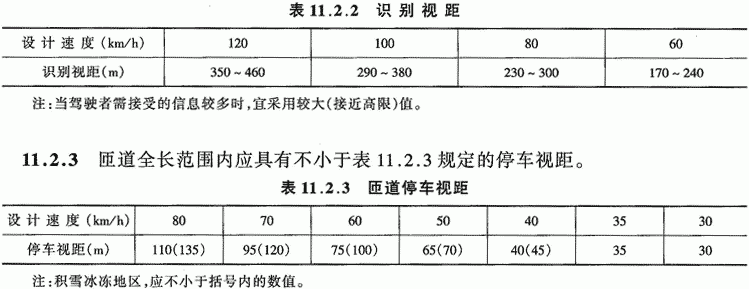 表 11.2.2 识别视距
设计速度(km/h) 120 100 80 60
识别视距(m) 350~460 290~380 230~300 170~240
注:当驾驶者需接受的信息较多时,宜采用较大(接近高限)值。
11.2.3 匝道全长范围内应具有不小于表 11.2.3 规定的停车视距。
表 11.2.3 匝道停车视距
设计速度(km/h) 80 70 60 50 40 35 30
停车视距(m) 110(135) 95(120) 75(100) 65(70) 40(45) 35 30
注:积雪冰冻地区,应不小于括号内的数值。